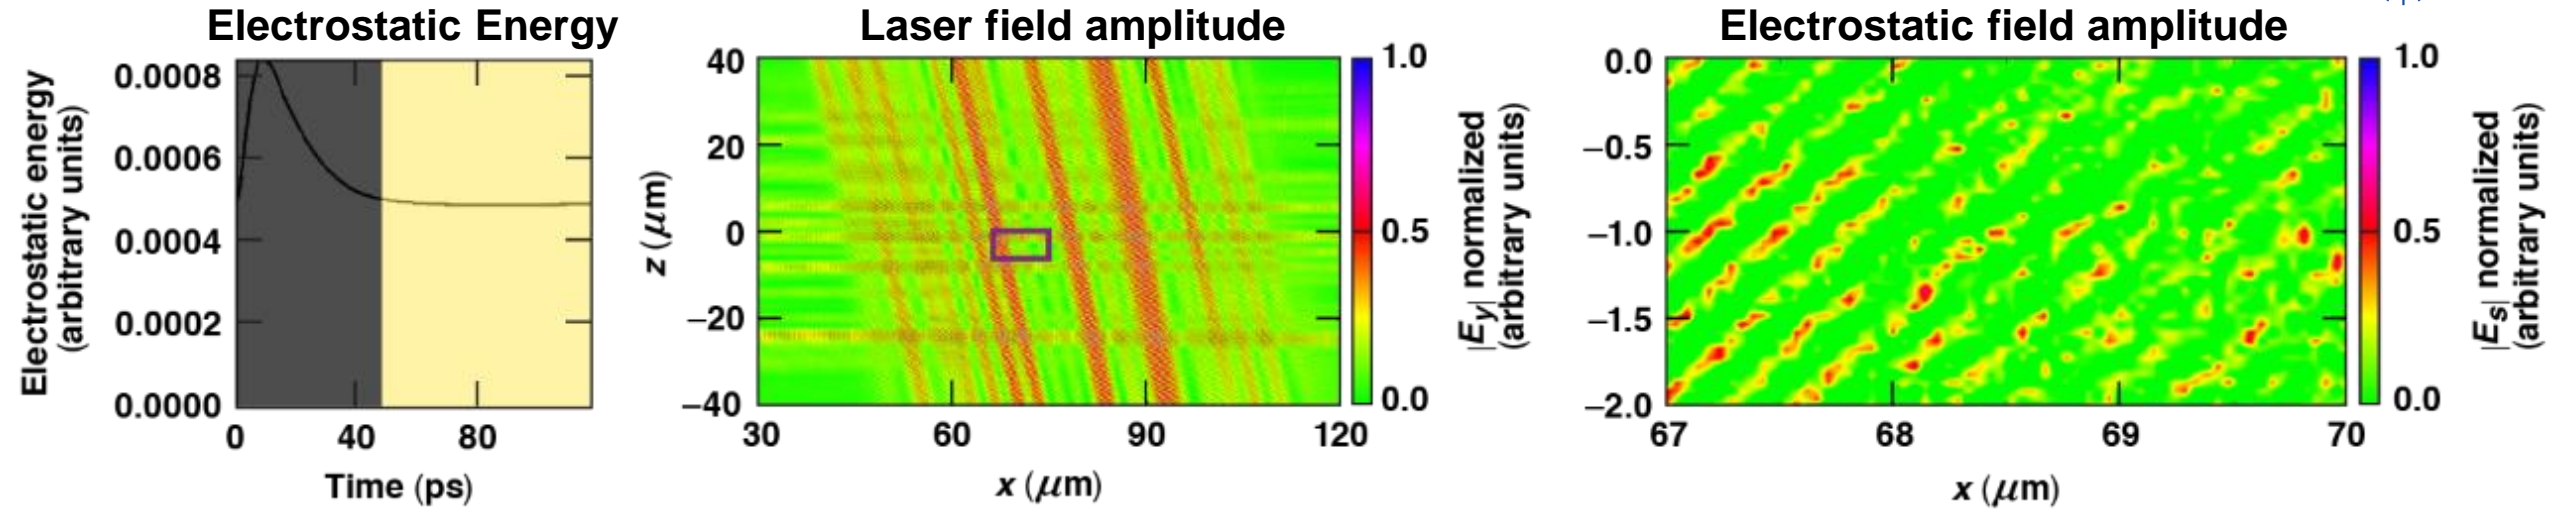 Electrostatic Energy
Electrostatic energy
(arbitrary units)
0.0008
0.0006
0.0004
0.0002
0.0000
0
40
80
Time (ps)
Laser field amplitude
z (μm)
40
20
0
−20
−40
30
60
90
120
x (μm)
1.0
0.5
0.0
|Ey| normalized
(arbitrary units)
Electrostatic field amplitude
0.0
−0.5
−1.0
−1.5
−2.0
67
68
69
70
x (μm)
1.0
0.5
0.0
|Es| normalized
(arbitrary units)